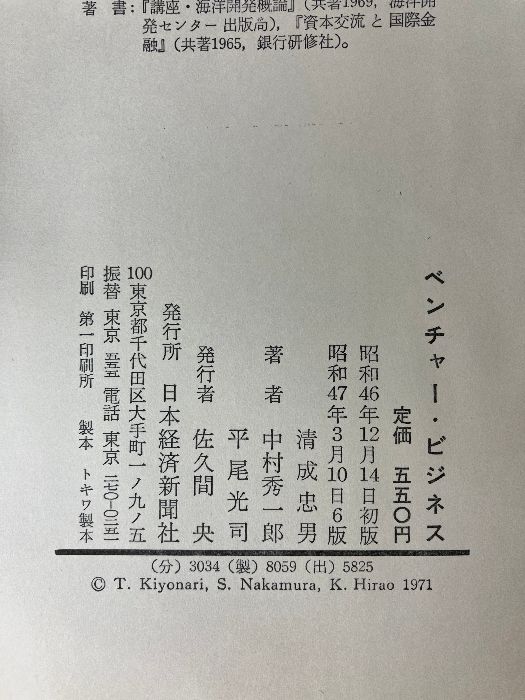 著 書:『講座・海洋開発概論』(共著1969, 海洋開
発センター出版局),『資本交流と国際金
融』(共著1965, 銀行研修社)。
ベンチャー・ビジネス
定価 五五〇円
昭和46年12月14日初版
昭和47年3月10日6版
清成忠男
著者 中村秀一郎
平尾光司
発行者 佐久間 央
発行所 日本経済新聞社
100 東京都千代田区大手町一ノ九ノ五
振替 東京 五五五 電話 東京 二七〇-〇二五一
印刷 第一印刷所 製本 トキワ製本
(分) 3034 (製) 8059 (出) 5825
© T. Kiyonari, S. Nakamura, K. Hirao 1971